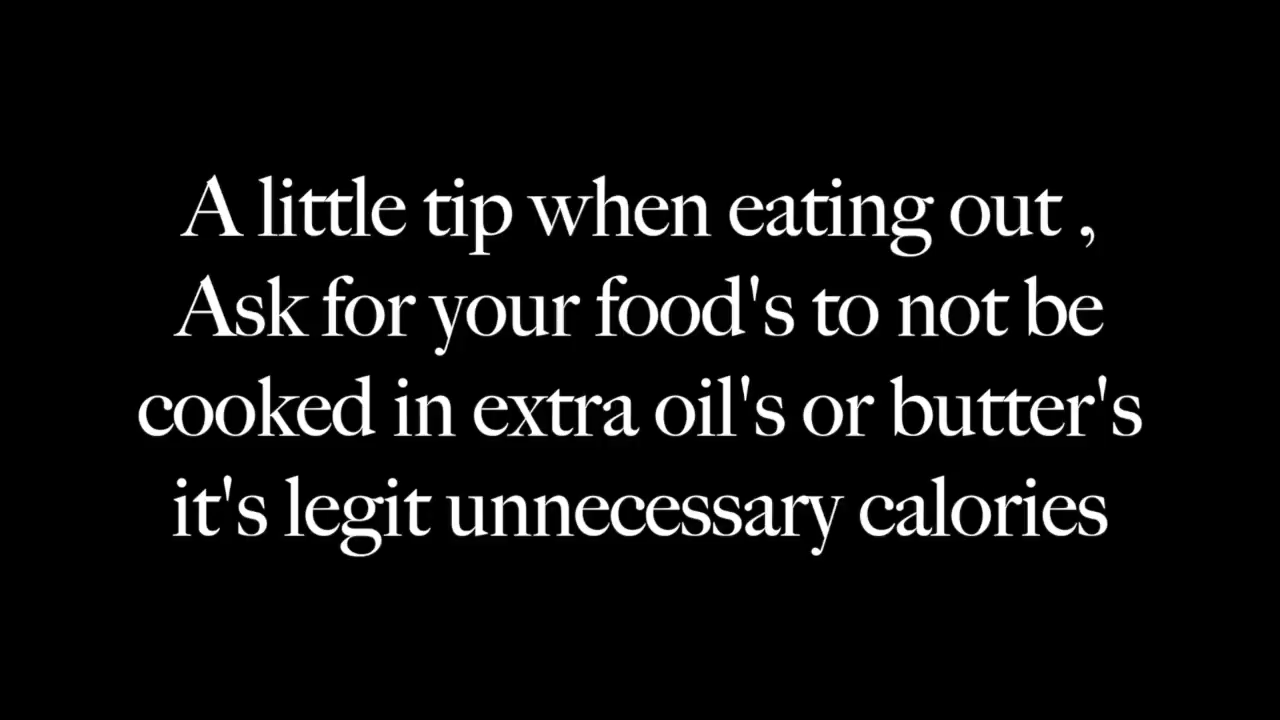 A little tip when eating out ,
Ask for your food's to not be
cooked in extra oil's or butter's
it's legit unnecessary calories